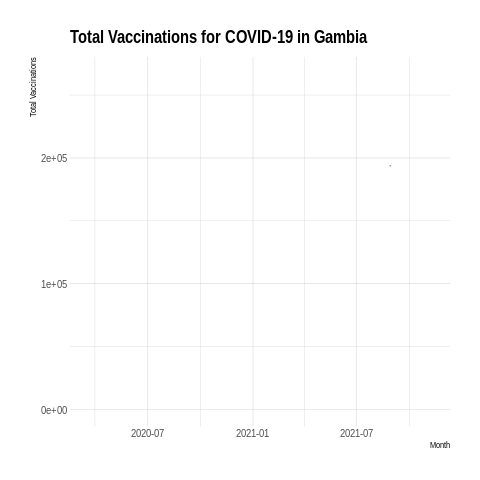 Total Vaccinations for COVID-19 in Gambia
Total Vaccinations
2e+05
1e+05
0e+00
2020-07 2021-01 2021-07
Month